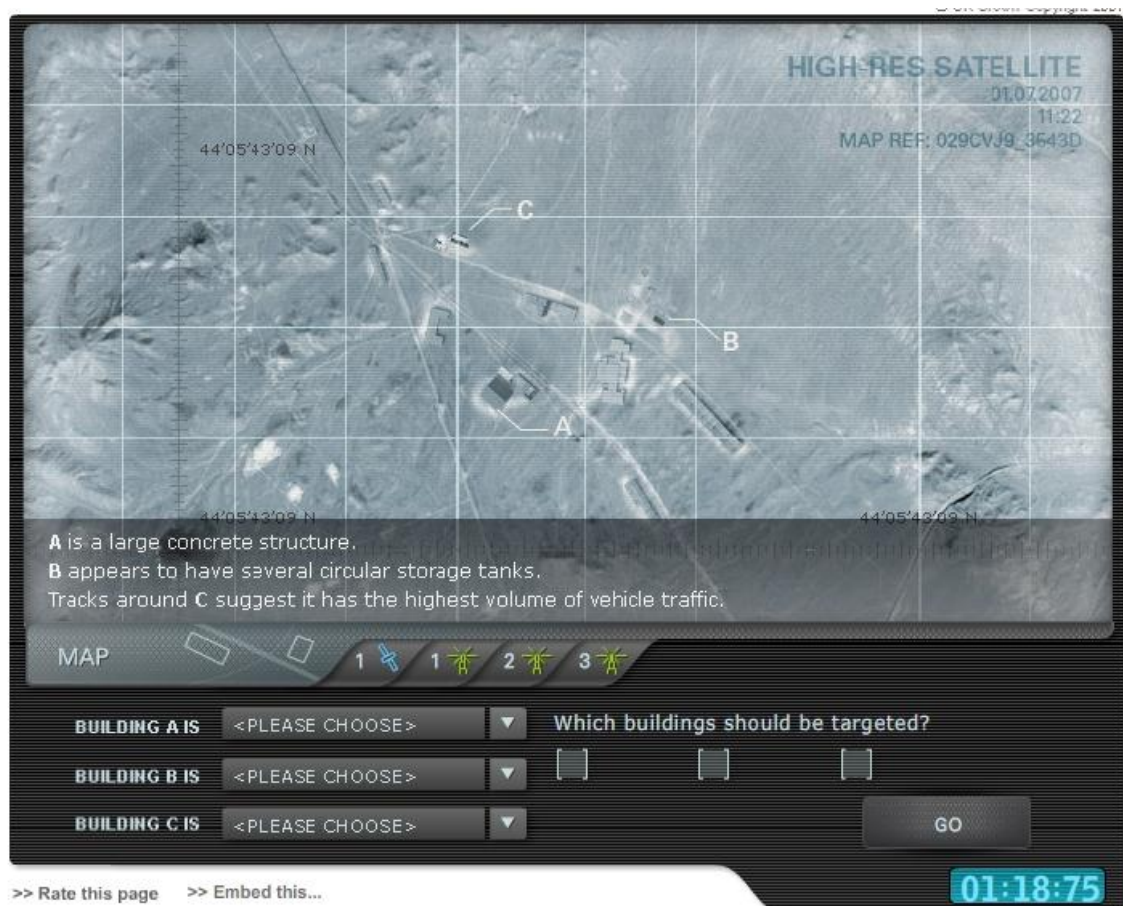 HIGH-RES SATELLITE
01.07.2007
11:22
MAP REF: 029CVJ9_3543D
44'05'43'09 N
C
B
A
44'05'43'09 N
44'05'43'09 N
A is a large concrete structure.
B appears to have several circular storage tanks.
Tracks around C suggest it has the highest volume of vehicle traffic.
MAP
1
1
2
3
BUILDING A IS <PLEASE CHOOSE>
Which buildings should be targeted?
BUILDING B IS <PLEASE CHOOSE>
BUILDING C IS <PLEASE CHOOSE>
GO
>> Rate this page >> Embed this...
01:18:75